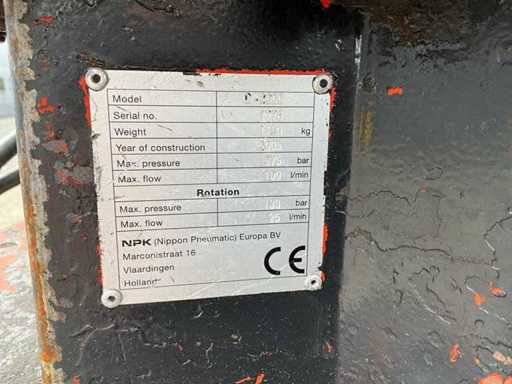 Model
Serial no.
Weight kg
Year of construction
Max. pressure bar
Max. flow l/min
Rotation
Max. pressure bar
Max. flow 25 l/min
NPK (Nippon Pneumatic) Europa BV
Marconistraat 16
Vlaardingen
Holland
CE